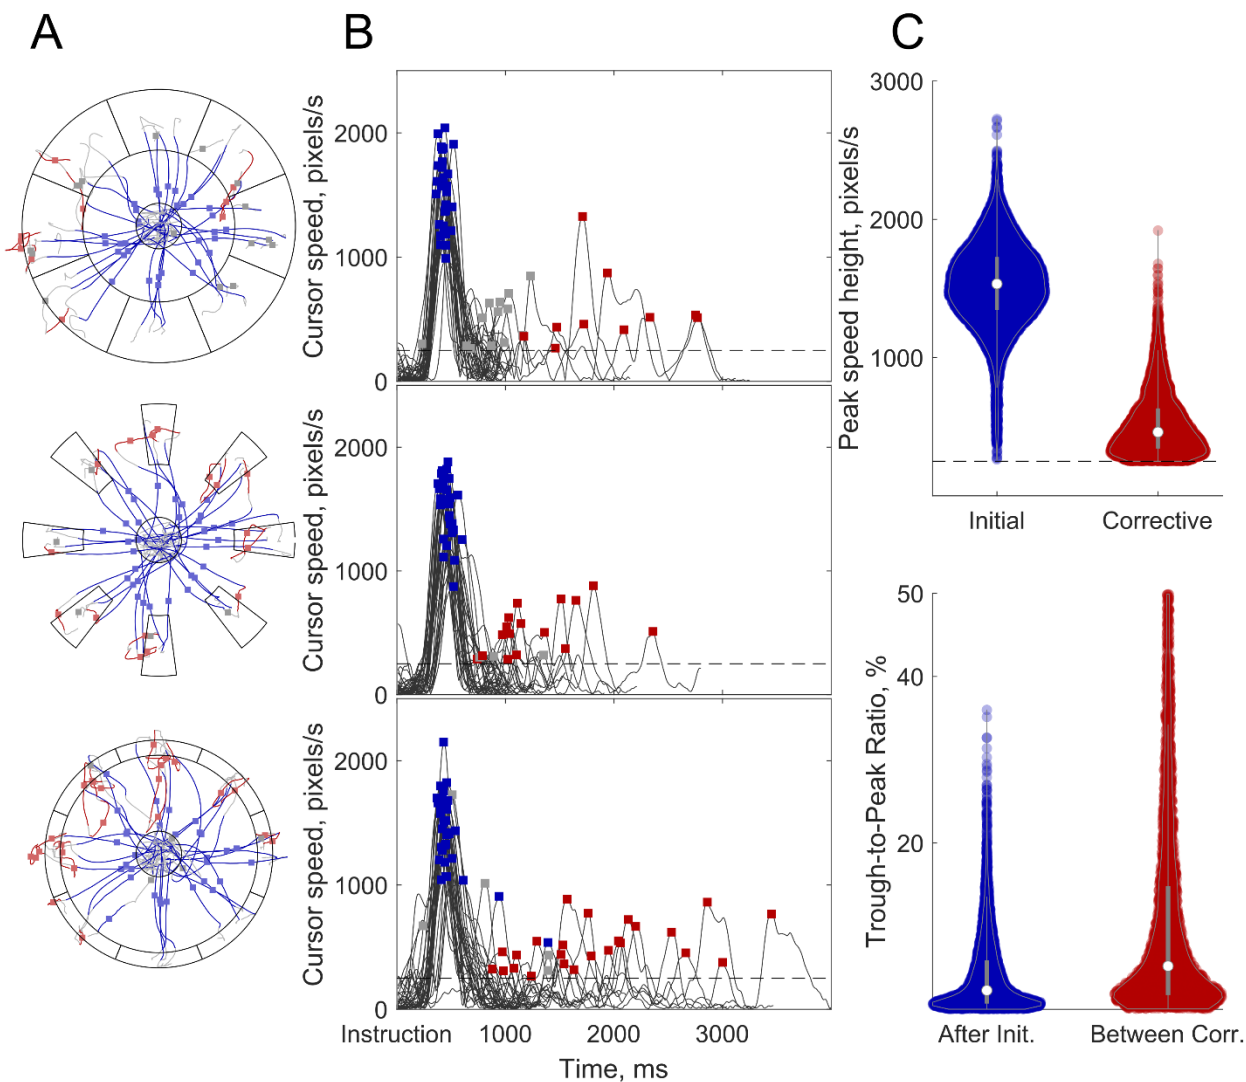 A
B
C
Cursor speed, pixels/s
2000
1000
0
Cursor speed, pixels/s
2000
1000
0
Cursor speed, pixels/s
2000
1000
0
Instruction
1000
2000
3000
Time, ms
Peak speed height, pixels/s
3000
2000
1000
Initial
Corrective
Trough-to-Peak Ratio, %
50
40
20
After Init.
Between Corr.